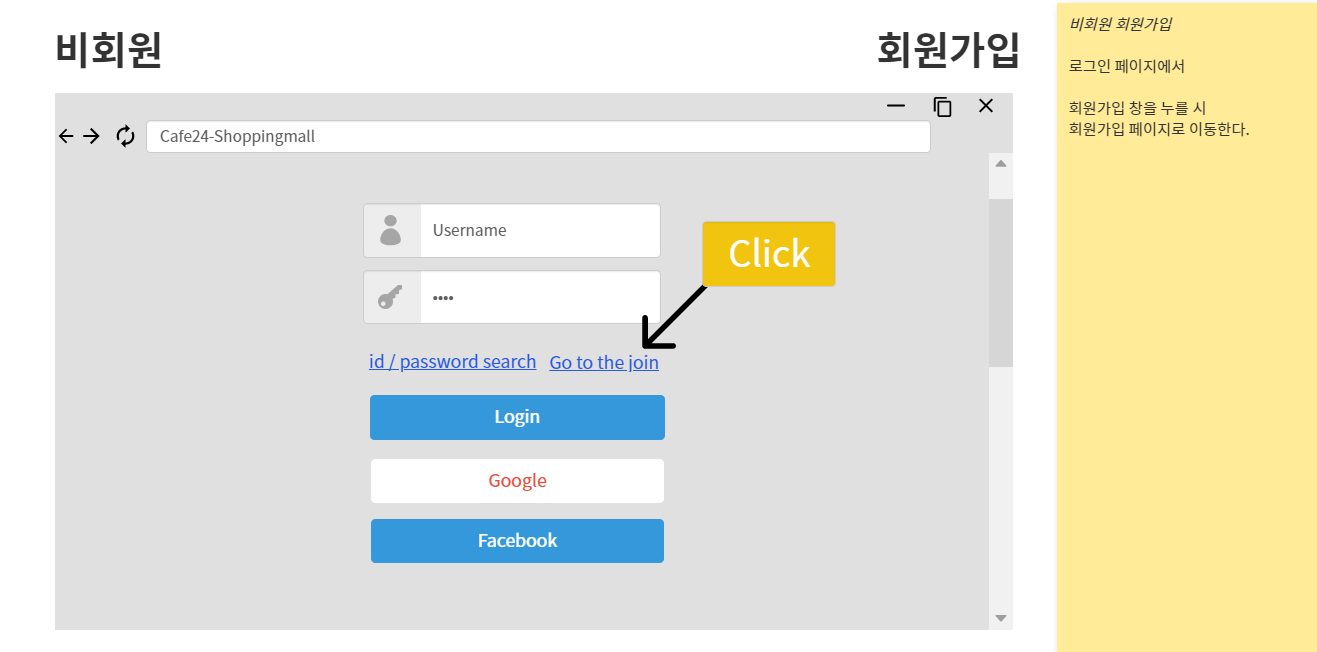 비회원
회원가입
Cafe24-Shoppingmall
Username
••••
Click
id / password search
Go to the join
Login
Google
Facebook
비회원 회원가입
로그인 페이지에서
회원가입 창을 누를 시
회원가입 페이지로 이동한다.